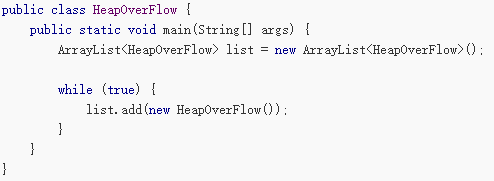 public class HeapOverFlow {
    public static void main(String[] args) {
        ArrayList<HeapOverFlow> list = new ArrayList<HeapOverFlow>();

        while (true) {
            list.add(new HeapOverFlow());
        }
    }
}